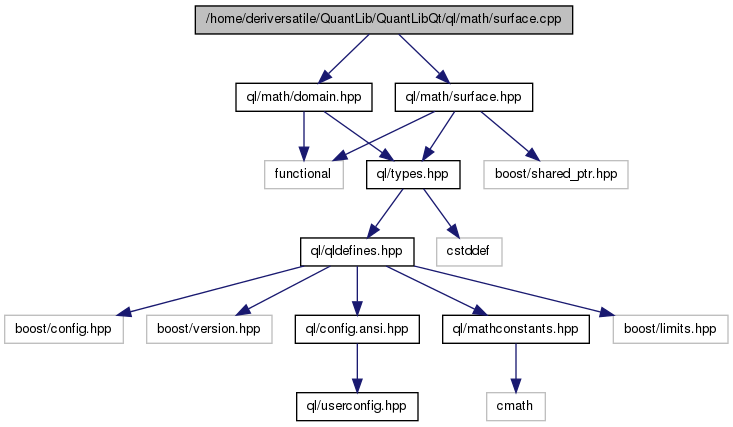 /home/deriversatile/QuantLib/QuantLibQt/ql/math/surface.cpp
ql/math/domain.hpp
ql/math/surface.hpp
functional
ql/types.hpp
boost/shared_ptr.hpp
ql/qldefines.hpp
cstddef
boost/config.hpp
boost/version.hpp
ql/config.ansi.hpp
ql/mathconstants.hpp
boost/limits.hpp
ql/userconfig.hpp
cmath